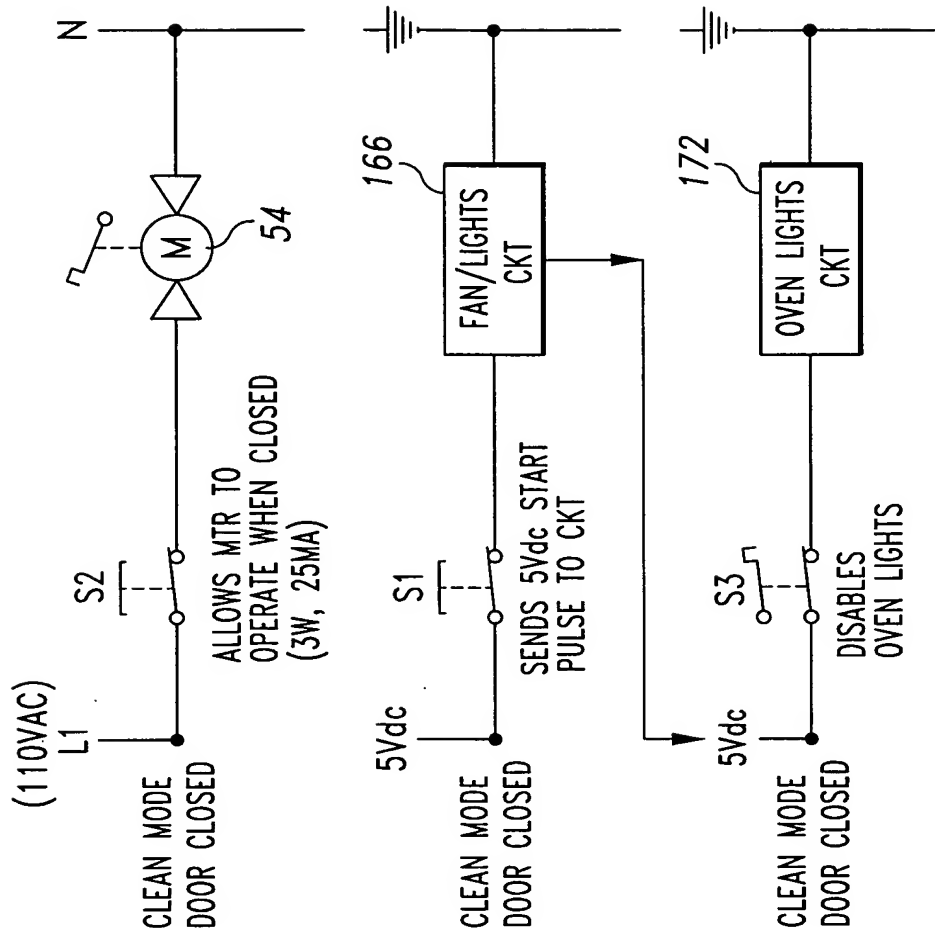 (110VAC)
L1
N
S2
M
54
ALLOWS MTR TO
OPERATE WHEN CLOSED
(3W, 25MA)
CLEAN MODE
DOOR CLOSED
5Vdc
S1
166
FAN/LIGHTS
CKT
SENDS 5Vdc START
PULSE TO CKT
CLEAN MODE
DOOR CLOSED
5Vdc
S3
172
OVEN LIGHTS
CKT
DISABLES
OVEN LIGHTS
CLEAN MODE
DOOR CLOSED